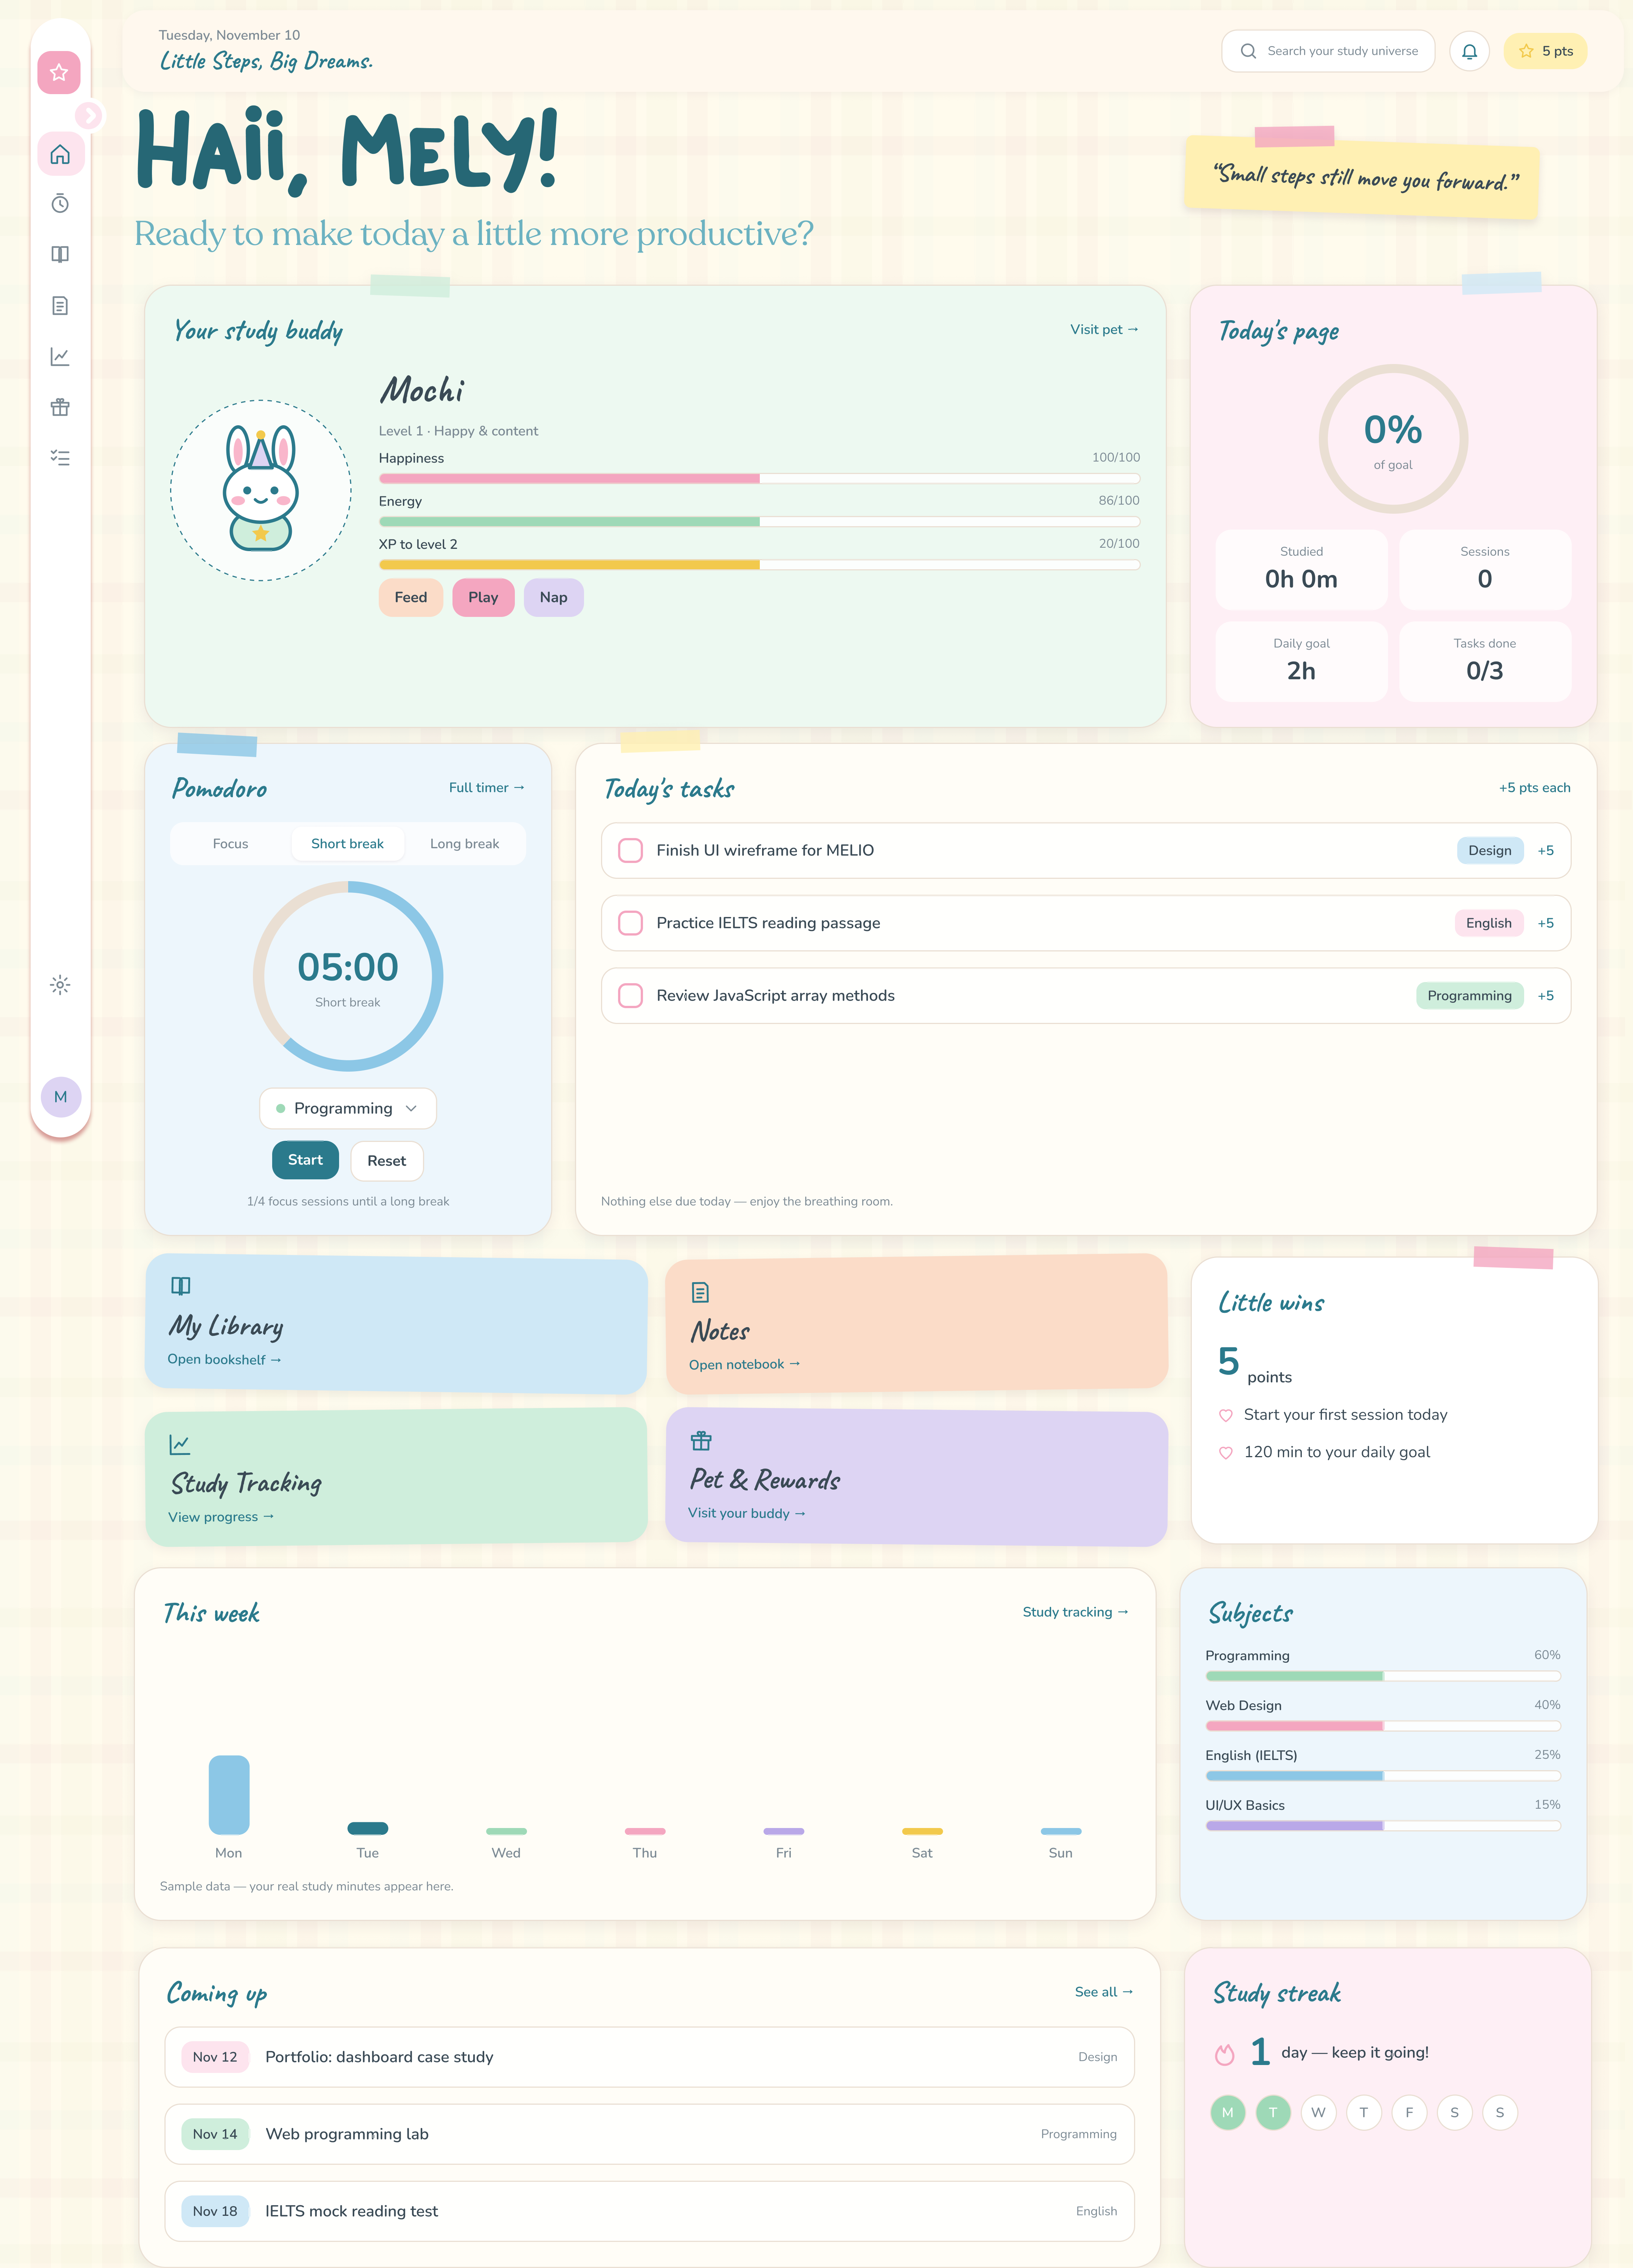 Tuesday, November 10
Little Steps, Big Dreams.
Search your study universe
5 pts
HAii, MELY!
Ready to make today a little more productive?
“Small steps still move you forward.”
Your study buddy
Visit pet →
Mochi
Level 1 · Happy & content
Happiness 100/100
Energy 86/100
XP to level 2 20/100
Feed Play Nap
Today's page
0%
of goal
Studied
0h 0m
Sessions
0
Daily goal
2h
Tasks done
0/3
Pomodoro
Full timer →
Focus Short break Long break
05:00
Short break
Programming
Start Reset
1/4 focus sessions until a long break
Today's tasks
+5 pts each
Finish UI wireframe for MELIO Design +5
Practice IELTS reading passage English +5
Review JavaScript array methods Programming +5
Nothing else due today — enjoy the breathing room.
M
My Library
Open bookshelf →
Notes
Open notebook →
Study Tracking
View progress →
Pet & Rewards
Visit your buddy →
Little wins
5 points
Start your first session today
120 min to your daily goal
This week
Study tracking →
Mon Tue Wed Thu Fri Sat Sun
Sample data — your real study minutes appear here.
Subjects
Programming 60%
Web Design 40%
English (IELTS) 25%
UI/UX Basics 15%
Coming up
See all →
Nov 12 Portfolio: dashboard case study Design
Nov 14 Web programming lab Programming
Nov 18 IELTS mock reading test English
Study streak
1 day — keep it going!
M T W T F S S